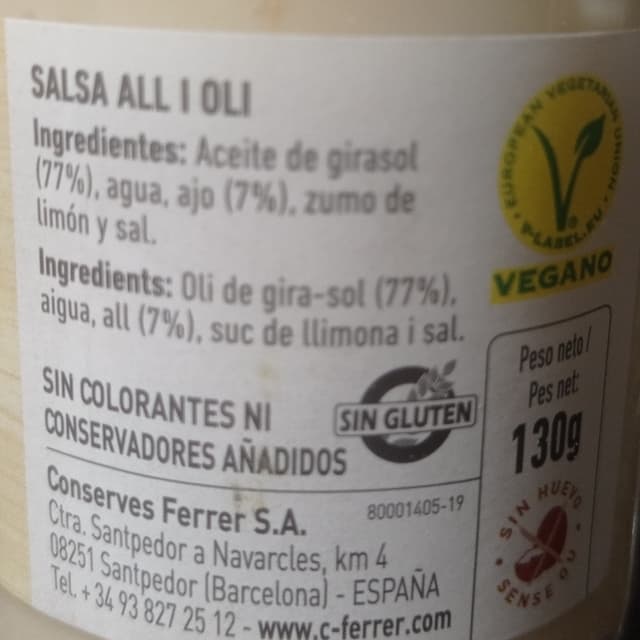 SALSA ALL I OLI
Ingredientes: Aceite de girasol
(77%), agua, ajo (7%), zumo de
limón y sal.
Ingredients: Oli de gira-sol (77%),
aigua, all (7%), suc de llimona i sal.
SIN COLORANTES NI
CONSERVADORES AÑADIDOS
SIN GLUTEN
Conserves Ferrer S.A.
80001405-19
Ctra. Santpedor a Navarcles, km 4
08251 Santpedor (Barcelona) - ESPAÑA
Tel. + 34 93 827 25 12 - www.c-ferrer.com
EUROPEAN VEGETARIAN UNION
V-LABEL.EU
VEGANO
Peso neto /
Pes net:
130g
SIN HUEVO
SENSE OU